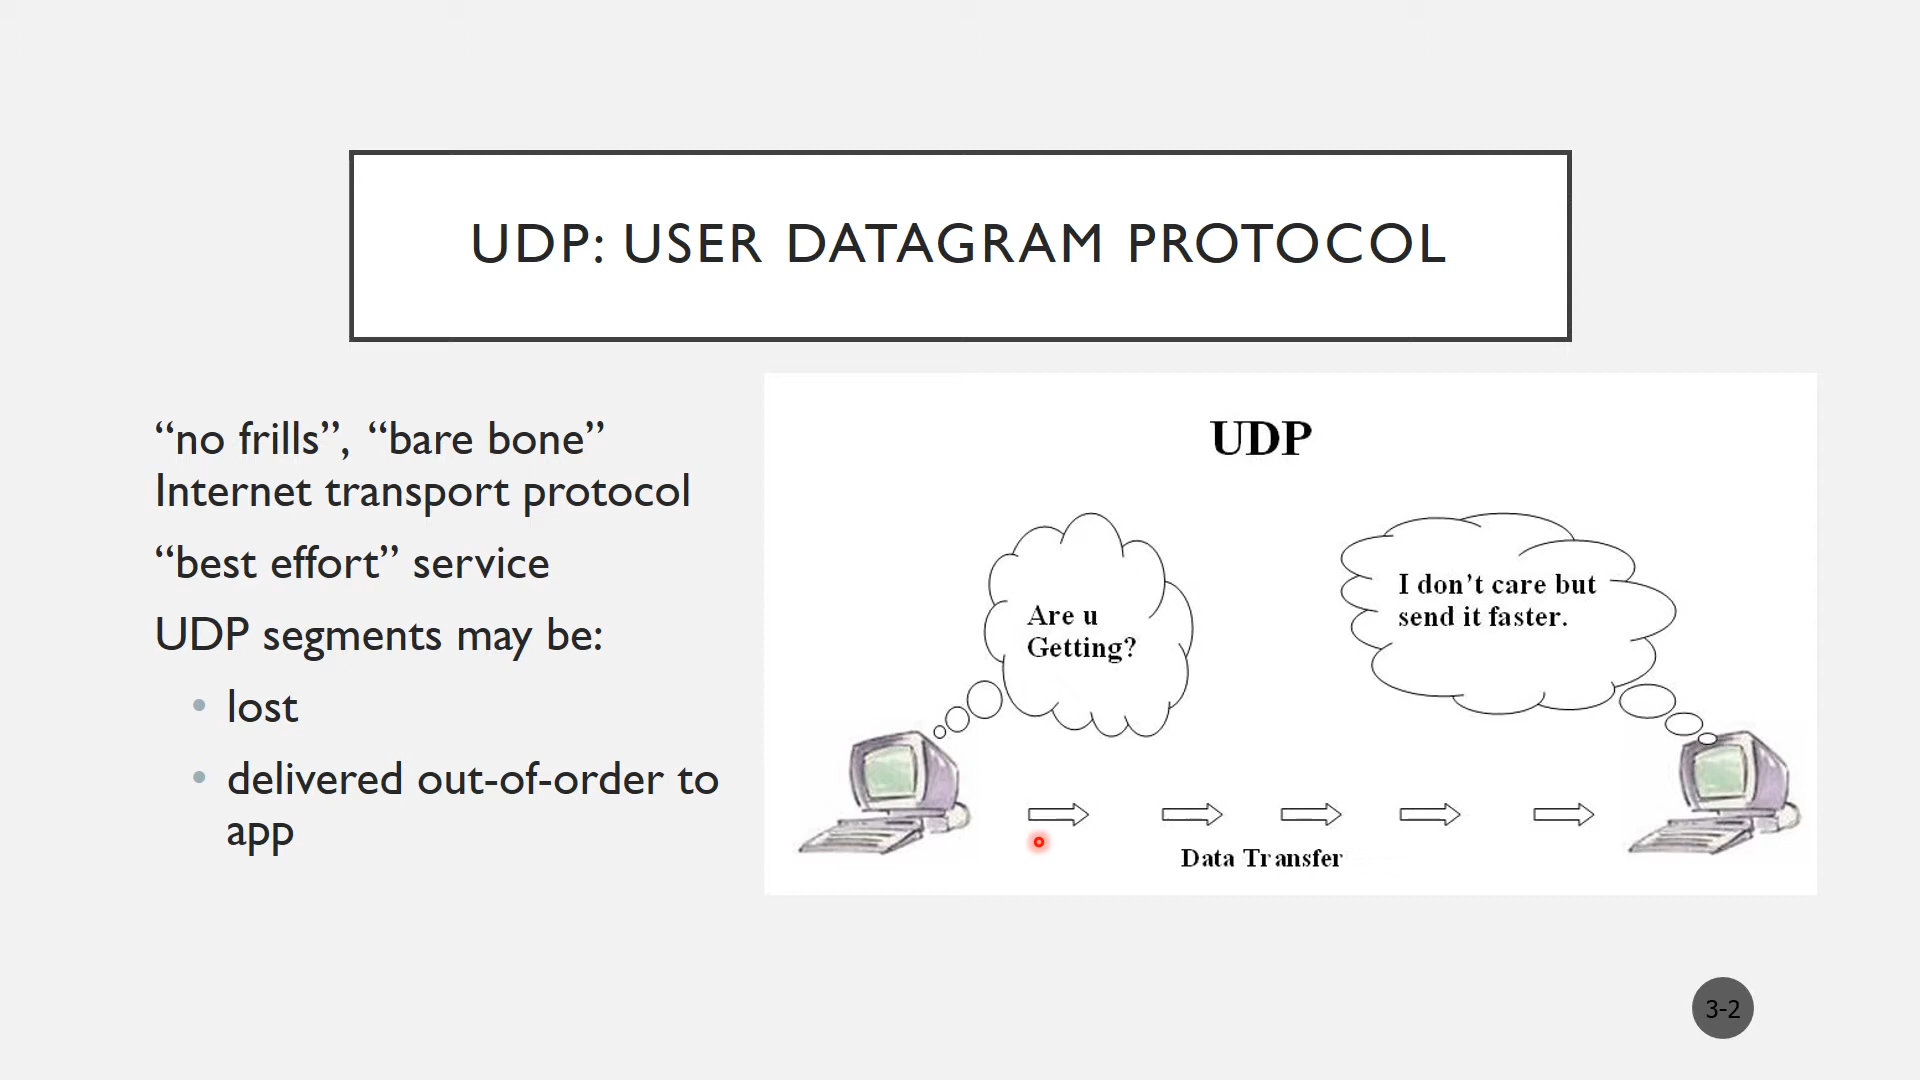 UDP: USER DATAGRAM PROTOCOL
“no frills”, “bare bone”
Internet transport protocol
“best effort” service
UDP segments may be:
• lost
• delivered out-of-order to
app
UDP
Are u
Getting?
I don’t care but
send it faster.
Data Transfer
3-2